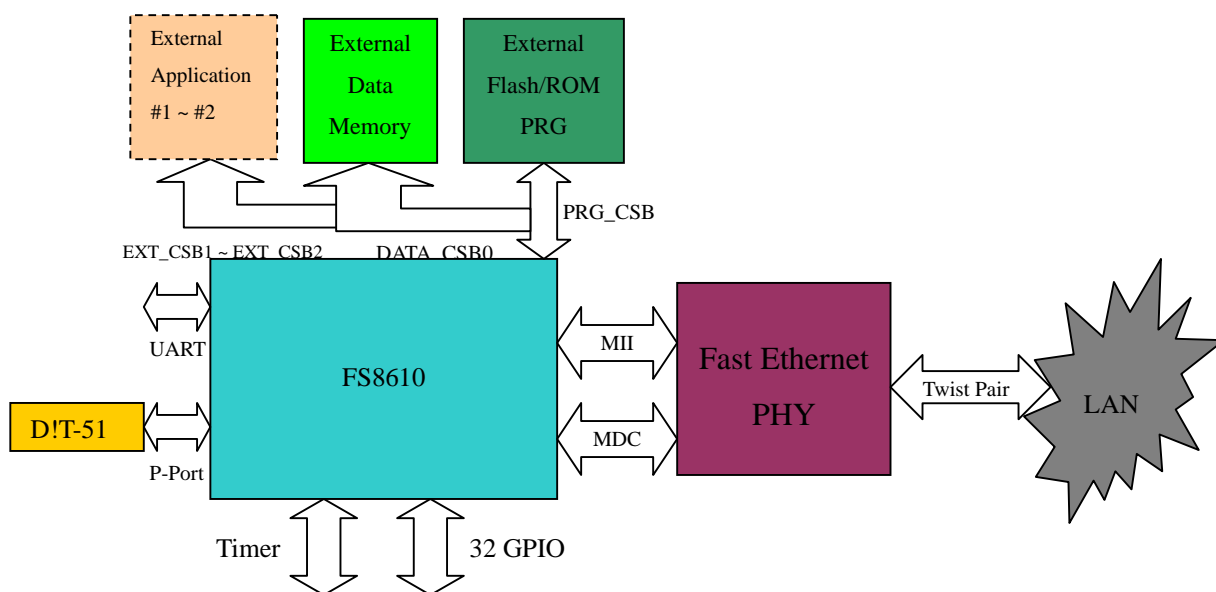 External
Application
#1 ~ #2
External
Data
Memory
External
Flash/ROM
PRG
PRG_CSB
EXT_CSB1 ~ EXT_CSB2
DATA_CSB0
UART
FS8610
MII
Fast Ethernet
PHY
Twist Pair
LAN
D!T-51
P-Port
MDC
Timer
32 GPIO